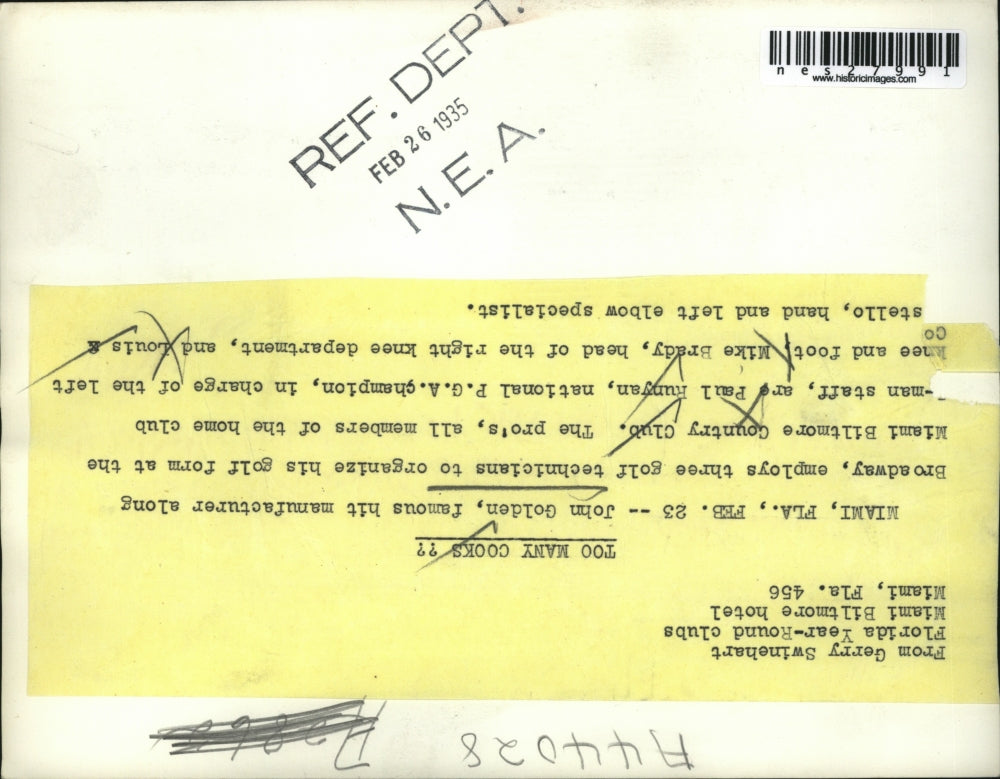 REF. DEPT.
FEB 26 1935
N. E. A.
nes27991
www.historicimages.com
From Gerry Swinehart
Florida Year-Round clubs
Miami Biltmore hotel
Miami, Fla. 456
TOO MANY COOKS ??
MIAMI, FLA., FEB. 23 -- John Golden, famous hit manufacturer along
Broadway, employs three golf technicians to organize his golf form at the
Miami Biltmore Country Club. The pro's, all members of the home club
-man staff, are Paul Runyan, national P.G.A. champion, in charge of the left
knee and foot; Mike Brady, head of the right knee department, and Louis
Co
stello, hand and left elbow specialist.
A44028